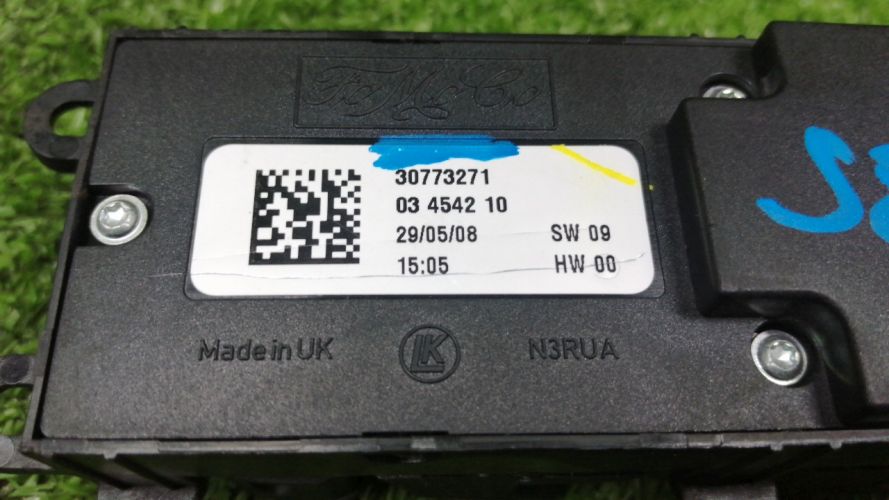 FoMoCo
30773271
03 4542 10
29/05/08 SW 09
15:05 HW 00
Made in UK LK N3RUA